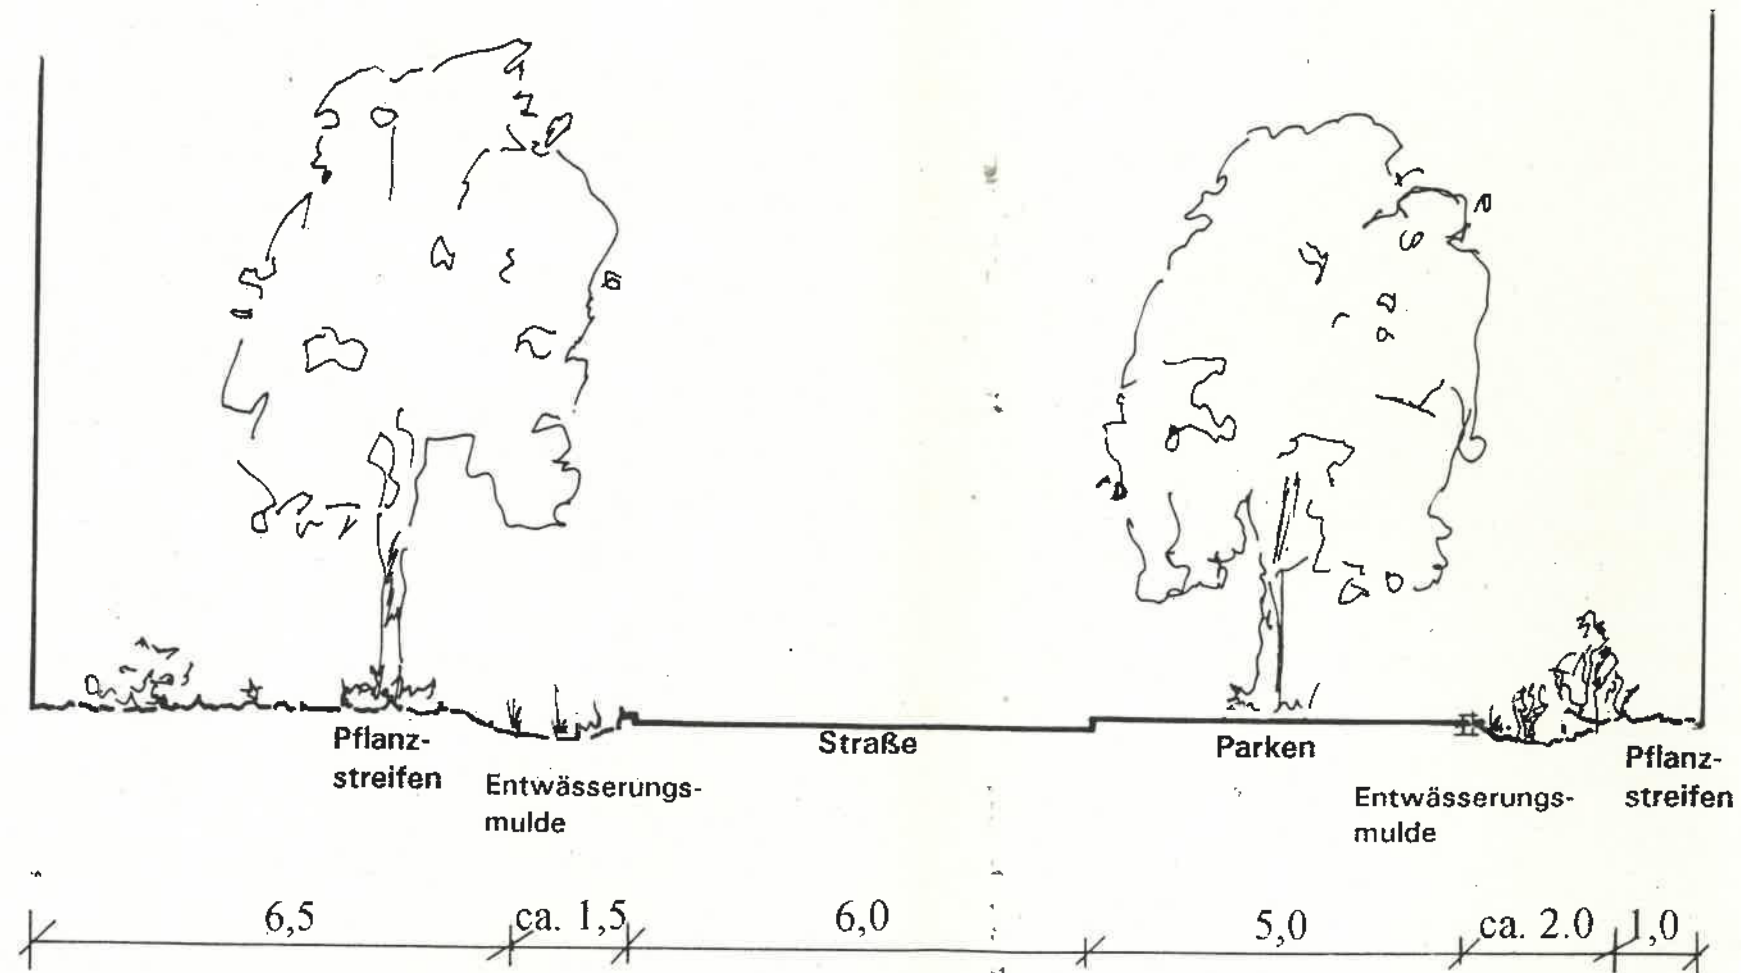 Pflanz-
streifen
Entwässerungs-
mulde
Straße
Parken
Entwässerungs-
mulde
Pflanz-
streifen
6,5
ca. 1,5
6,0
5,0
ca. 2.0
1,0